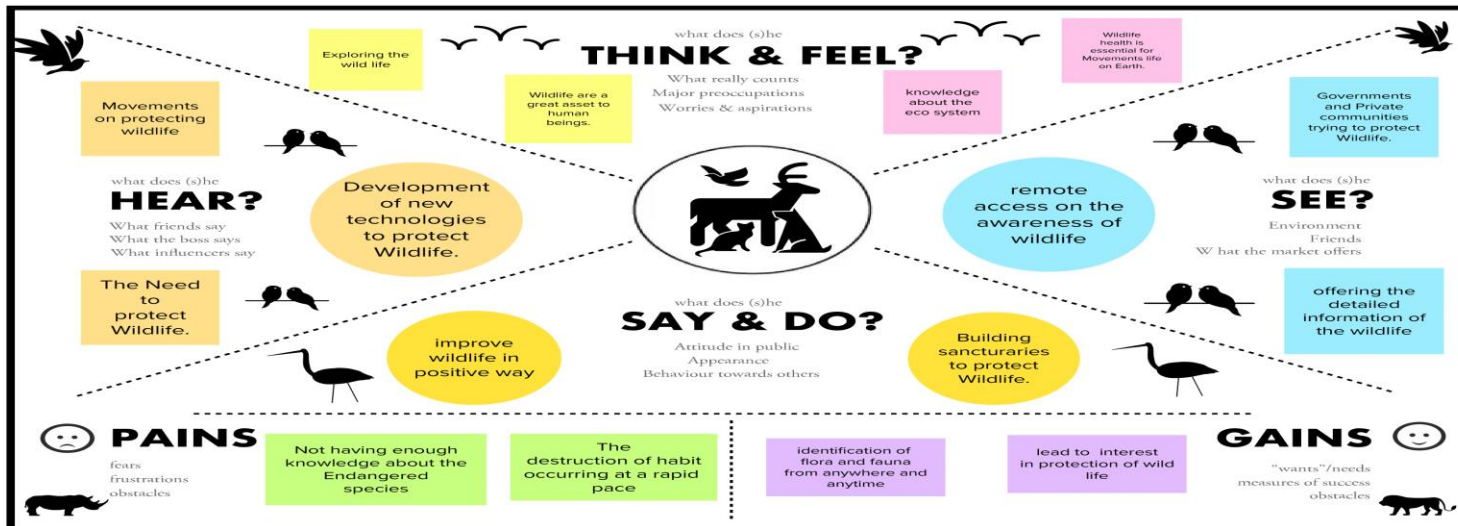 what does (s)he
THINK & FEEL?
What really counts
Major preoccupations
Worries & aspirations
Exploring the
wild life
Wildlife are a
great asset to
human
beings.
knowledge
about the
eco system
Wildlife
health is
essential for
Movements life
on Earth.
Movements
on protecting
wildlife
what does (s)he
HEAR?
What friends say
What the boss says
What influencers say
Development
of new
technologies
to protect
Wildlife.
The Need
to
protect
Wildlife.
Governments
and Private
communities
trying to protect
Wildlife.
remote
access on the
awareness of
wildlife
what does (s)he
SEE?
Environment
Friends
W hat the market offers
offering the
detailed
information of
the wildlife
what does (s)he
SAY & DO?
Attitude in public
Appearance
Behaviour towards others
improve
wildlife in
positive way
Building
sancturaries
to protect
Wildlife.
PAINS
fears
frustrations
obstacles
Not having enough
knowledge about the
Endangered
species
The
destruction of habit
occurring at a rapid
pace
identification of
flora and fauna
from anywhere and
anytime
lead to interest
in protection of wild
life
GAINS
“wants”/needs
measures of success
obstacles